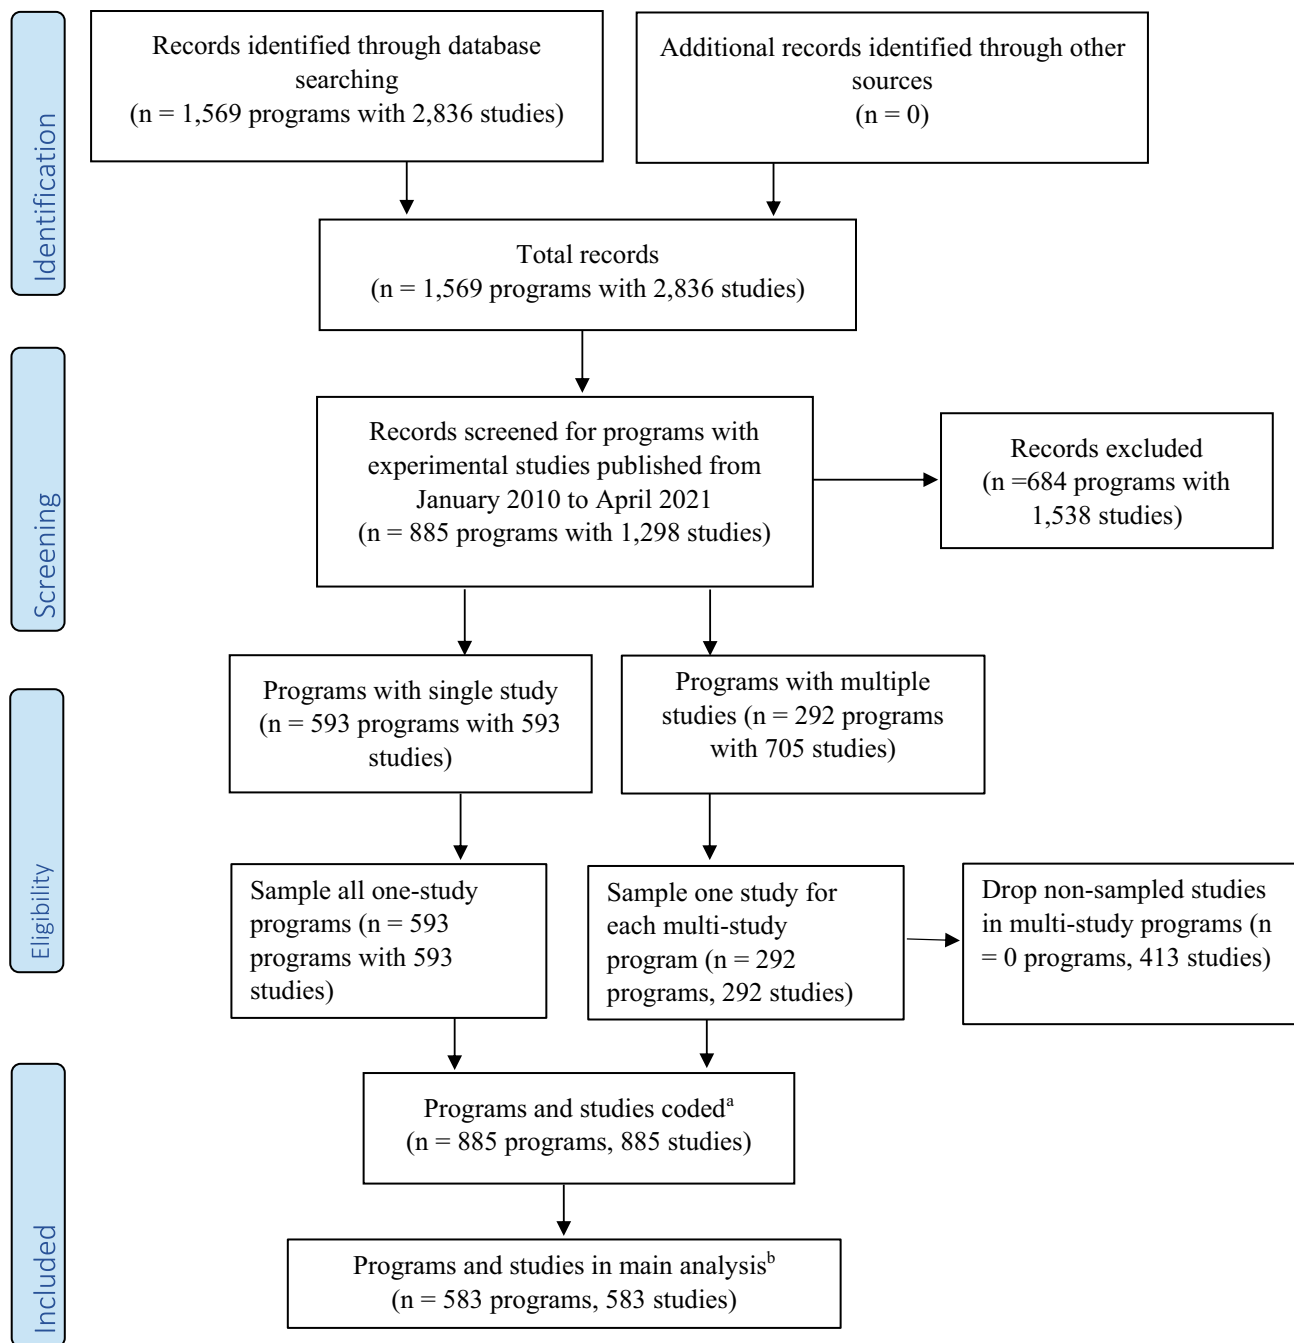 Identification
Records identified through database
searching
(n = 1,569 programs with 2,836 studies)
Additional records identified through other
sources
(n = 0)
Total records
(n = 1,569 programs with 2,836 studies)
Screening
Records screened for programs with
experimental studies published from
January 2010 to April 2021
(n = 885 programs with 1,298 studies)
Records excluded
(n =684 programs with
1,538 studies)
Eligibility
Programs with single study
(n = 593 programs with 593
studies)
Programs with multiple
studies (n = 292 programs
with 705 studies)
Sample all one-study
programs (n = 593
programs with 593
studies)
Sample one study for
each multi-study
program (n = 292
programs, 292 studies)
Drop non-sampled studies
in multi-study programs (n
= 0 programs, 413 studies)
Included
Programs and studies coded^a
(n = 885 programs, 885 studies)
Programs and studies in main analysis^b
(n = 583 programs, 583 studies)